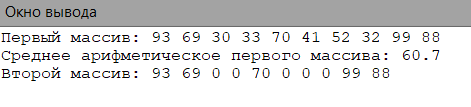 Окно вывода
Первый массив: 93 69 30 33 70 41 52 32 99 88
Среднее арифметическое первого массива: 60.7
Второй массив: 93 69 0 0 70 0 0 0 99 88